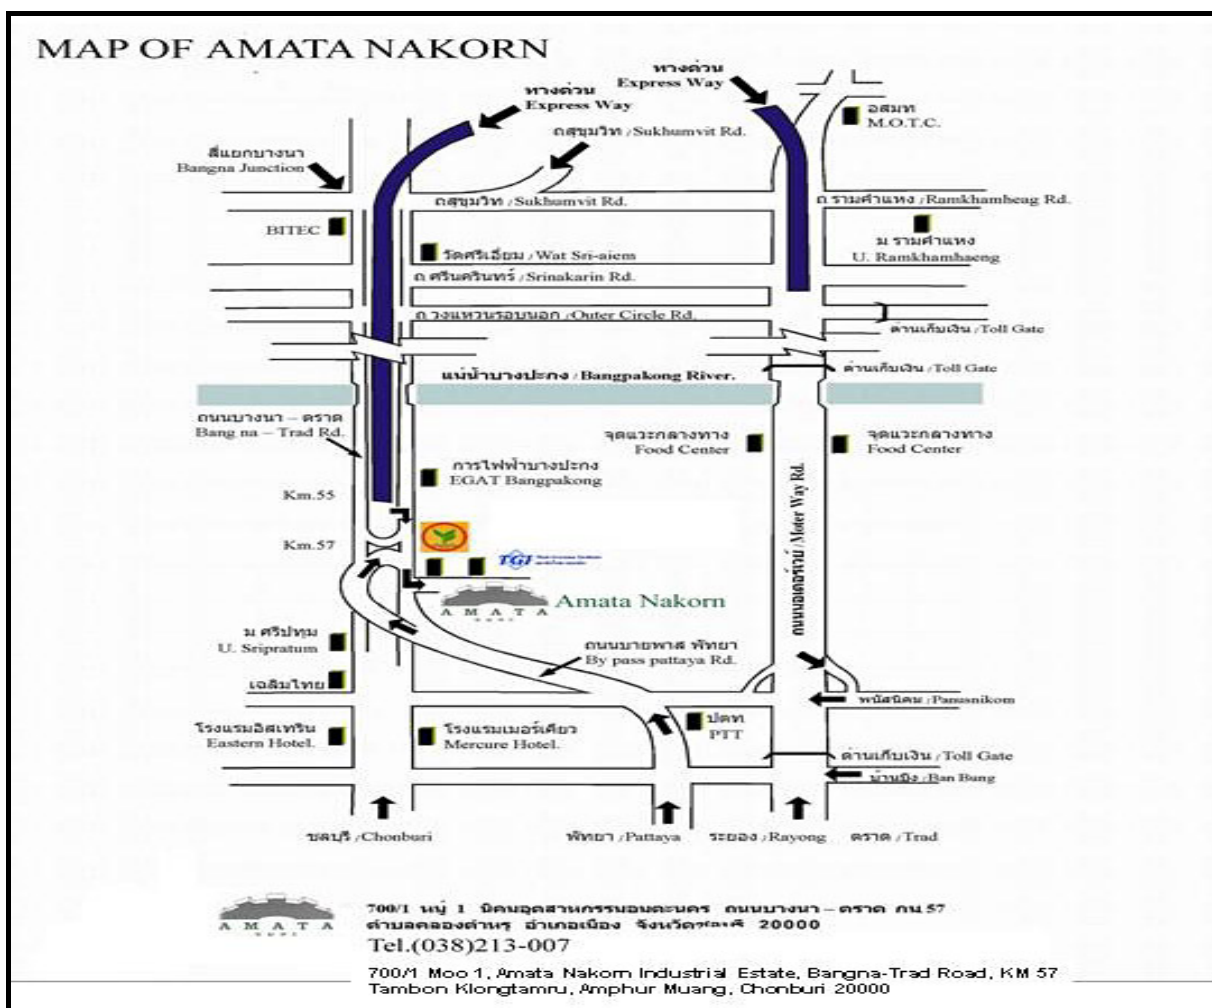 MAP OF AMATA NAKORN
ทางด่วน
Express Way
ทางด่วน
Express Way
อสมท
M.O.T.C.
ถสุขุมวิท /Sukhumvit Rd.
สี่แยกบางนา
Bangna Junction
ถสุขุมวิท /Sukhumvit Rd.
ถ.รามคำแหง /Ramkhamheag Rd.
BITEC
วัดศรีเอี่ยม /Wat Sri-aiem
ม รามคำแหง
U. Ramkhamhaeng
ถ ศรีนครินทร์ /Srinakarin Rd.
ถ วงแหวนรอบนอก /Outer Circle Rd.
ด่านเก็บเงิน /Toll Gate
แม่น้ำบางปะกง /Bangpakong River.
ด่านเก็บเงิน /Toll Gate
ถนนบางนา – ตราด
Bang na – Trad Rd.
จุดแวะกลางทาง
Food Center
จุดแวะกลางทาง
Food Center
การไฟฟ้าบางปะกง
EGAT Bangpakong
Km.55
ถนนมอเตอร์เวย์ /Moter Way Rd.
Km.57
TGI
AMATA
Amata Nakorn
ม ศรีปทุม
U. Sripratum
ถนนบายพาส พัทยา
By pass pattaya Rd.
เฉลิมไทย
พนัสนิคม /Panusnikom
โรงแรมอิสเทริน
Eastern Hotel.
โรงแรมเมอร์เคียว
Mercure Hotel.
ปตท
PTT
ด่านเก็บเงิน /Toll Gate
บ้านบึง /Ban Bung
ชลบุรี /Chonburi
พัทยา /Pattaya
ระยอง /Rayong
ตราด /Trad
AMATA
700/1 หมู่ 1 นิคมอุตสาหกรรมอมตะนคร ถนนบางนา – ตราด กม.57
ตำบลคลองตำหรุ อำเภอเมือง จังหวัดชลบุรี 20000
Tel.(038)213-007
700/1 Moo 1, Amata Nakorn Industrial Estate, Bangna-Trad Road, KM 57
Tambon Klongtamru, Amphur Muang, Chonburi 20000